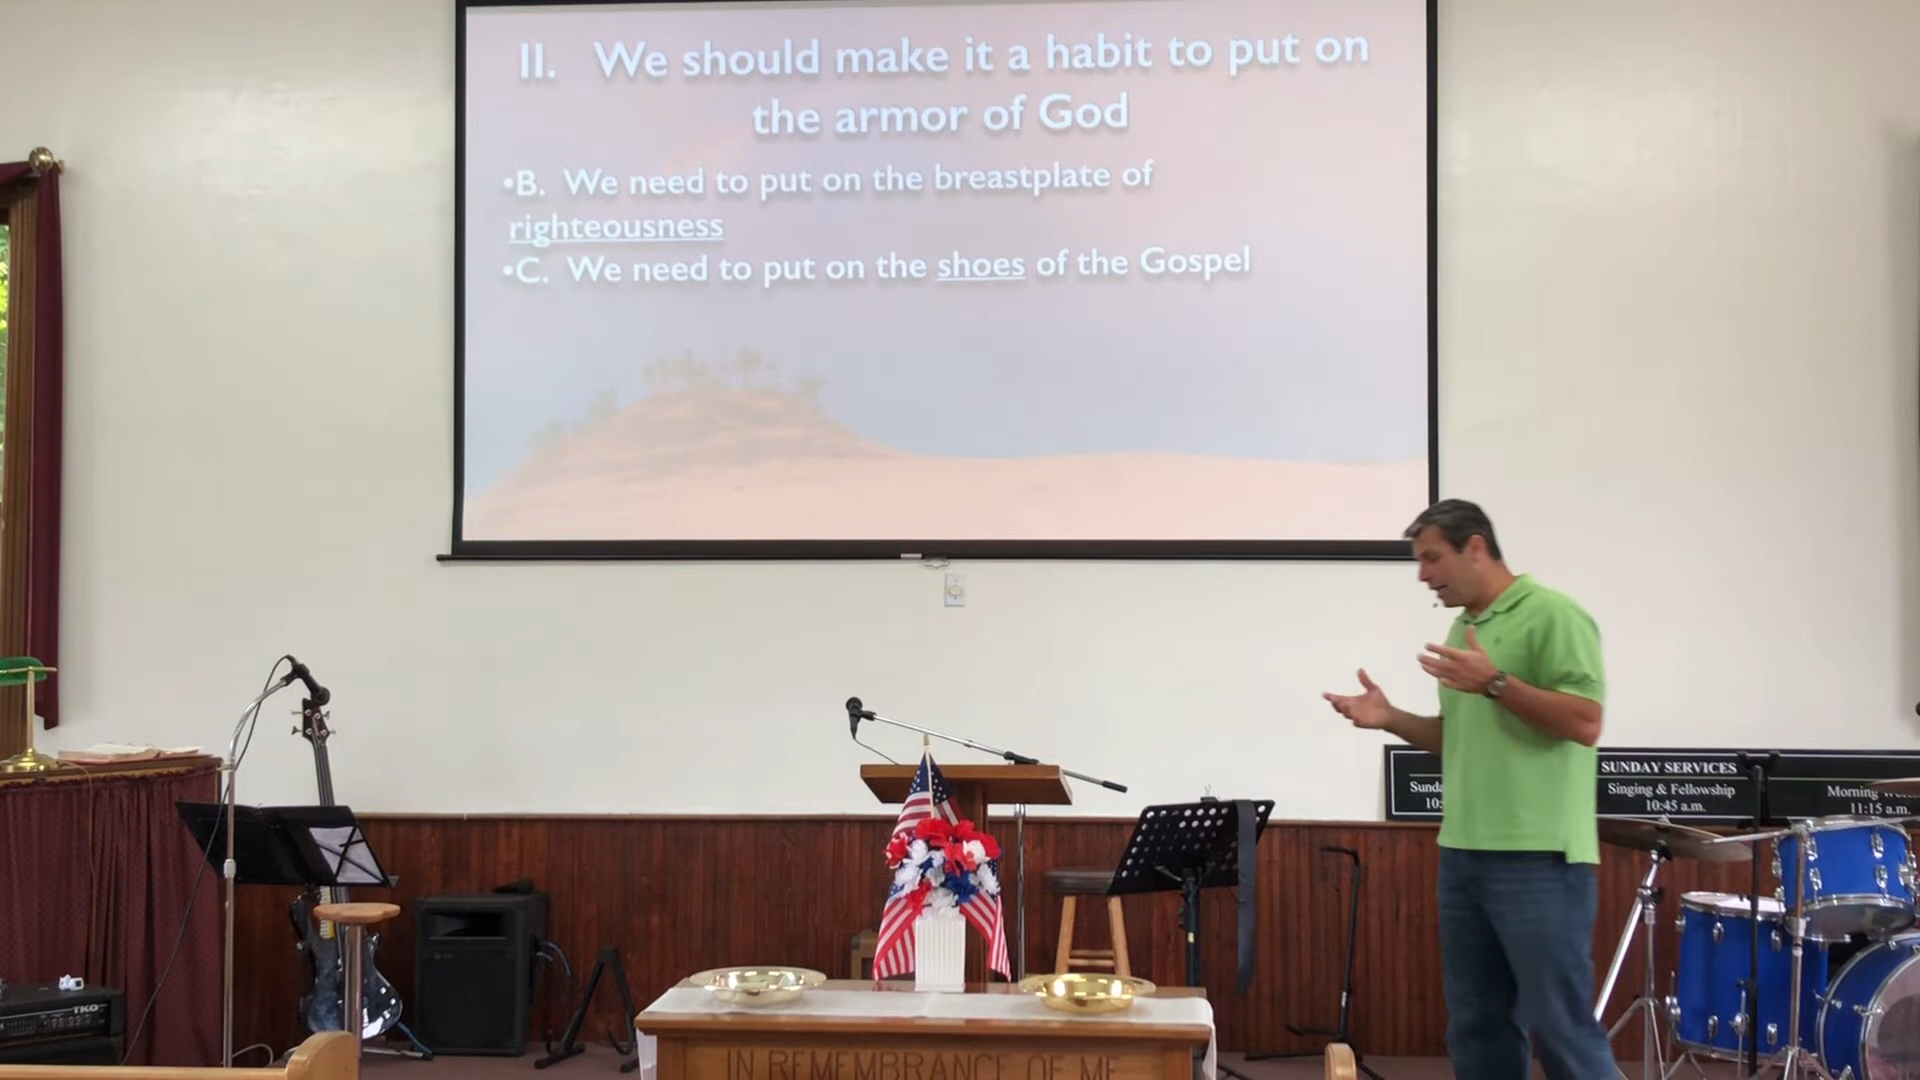 II. We should make it a habit to put on
the armor of God
•B. We need to put on the breastplate of
righteousness
•C. We need to put on the shoes of the Gospel
SUNDAY SERVICES
Singing & Fellowship
10:45 a.m.
Morning
11:15 a.m.
TKO
IN REMEMBRANCE OF ME